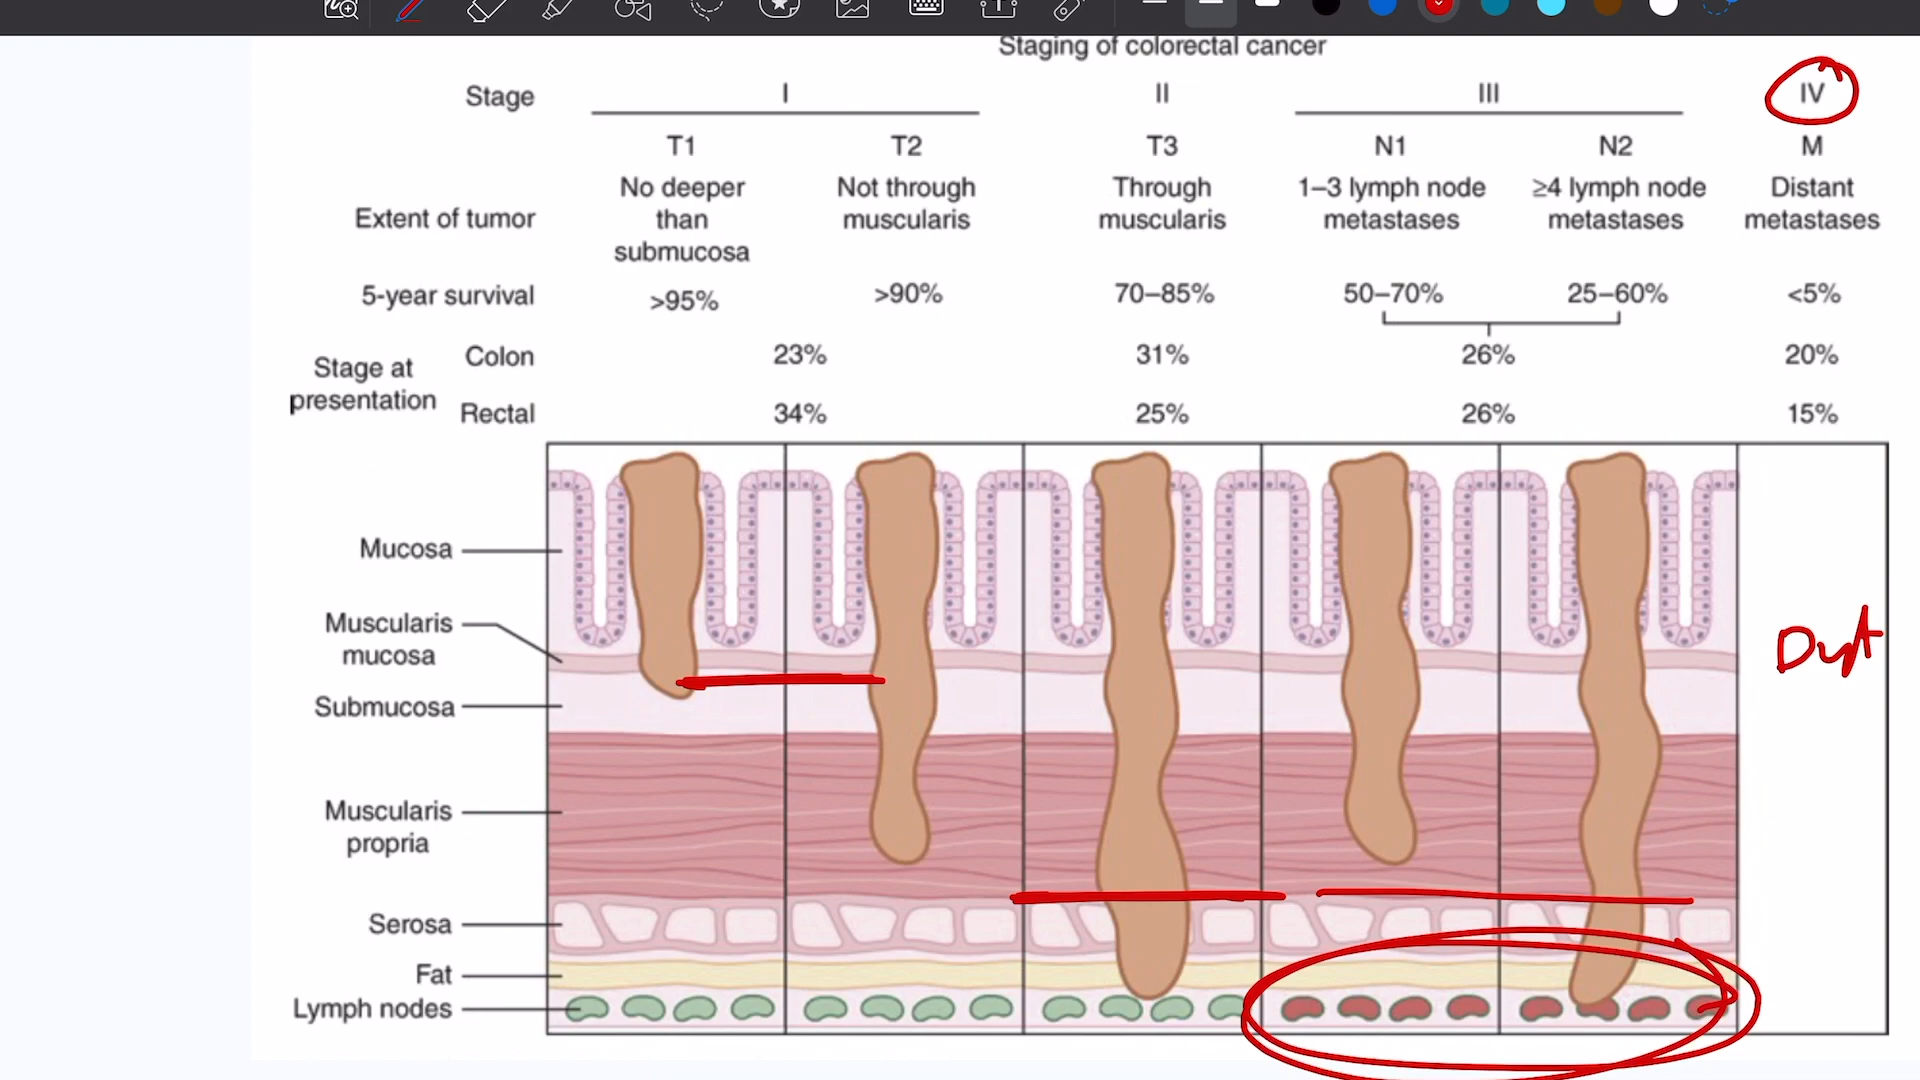 Staging of colorectal cancer
Stage I II III IV
T1 T2 T3 N1 N2 M
Extent of tumor
No deeper
than
submucosa
Not through
muscularis
Through
muscularis
1–3 lymph node
metastases
≥4 lymph node
metastases
Distant
metastases
5-year survival >95% >90% 70–85% 50–70% 25–60% <5%
Stage at
presentation
Colon 23% 31% 26% 20%
Rectal 34% 25% 26% 15%
Mucosa
Muscularis
mucosa
Submucosa
Muscularis
propria
Serosa
Fat
Lymph nodes